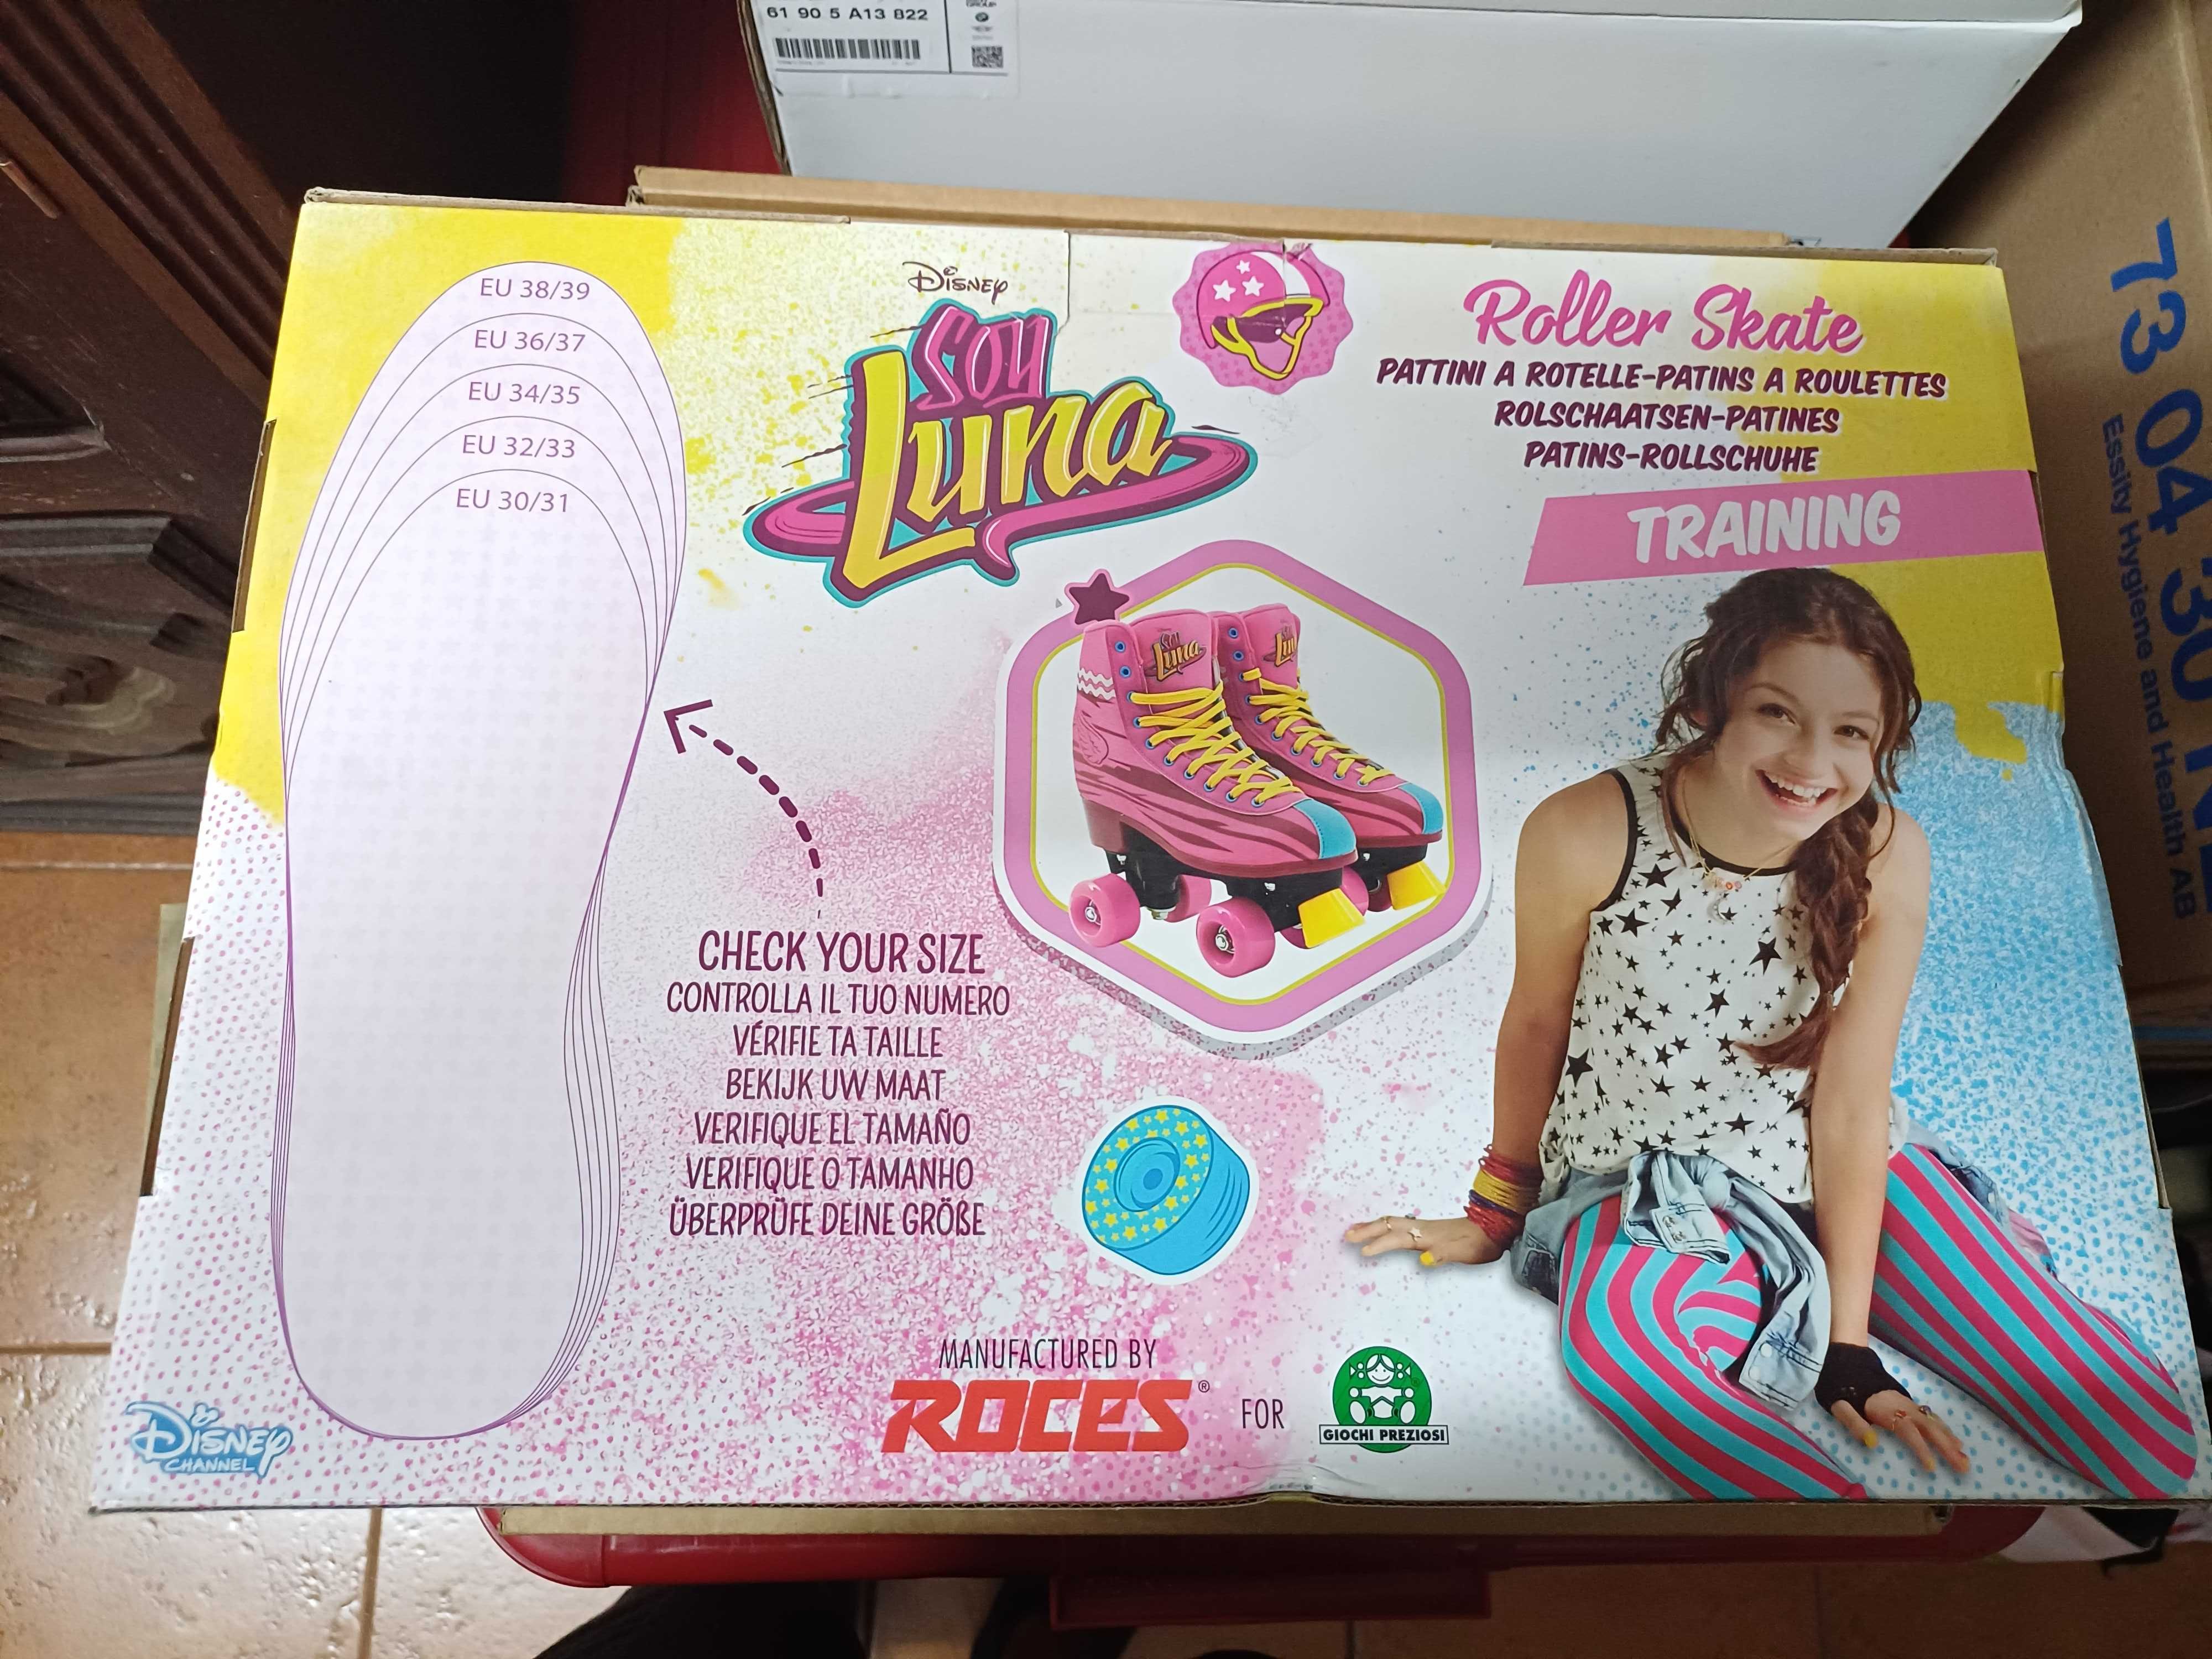 61 90 5 A13 822
EU 38/39
EU 36/37
EU 34/35
EU 32/33
EU 30/31
DISNEY
SOY
Luna
Roller Skate
PATTINI A ROTELLE-PATINS A ROULETTES
ROLSCHAATSEN-PATINES
PATINS-ROLLSCHUHE
TRAINING
SOY
Luna
CHECK YOUR SIZE
CONTROLLA IL TUO NUMERO
VÉRIFIE TA TAILLE
BEKIJK UW MAAT
VERIFIQUE EL TAMAÑO
VERIFIQUE O TAMANHO
ÜBERPRÜFE DEINE GRÖßE
MANUFACTURED BY
ROCES® FOR
GIOCHI PREZIOSI
DISNEY
CHANNEL
73 04 30
Essity Hygiene and Health AB